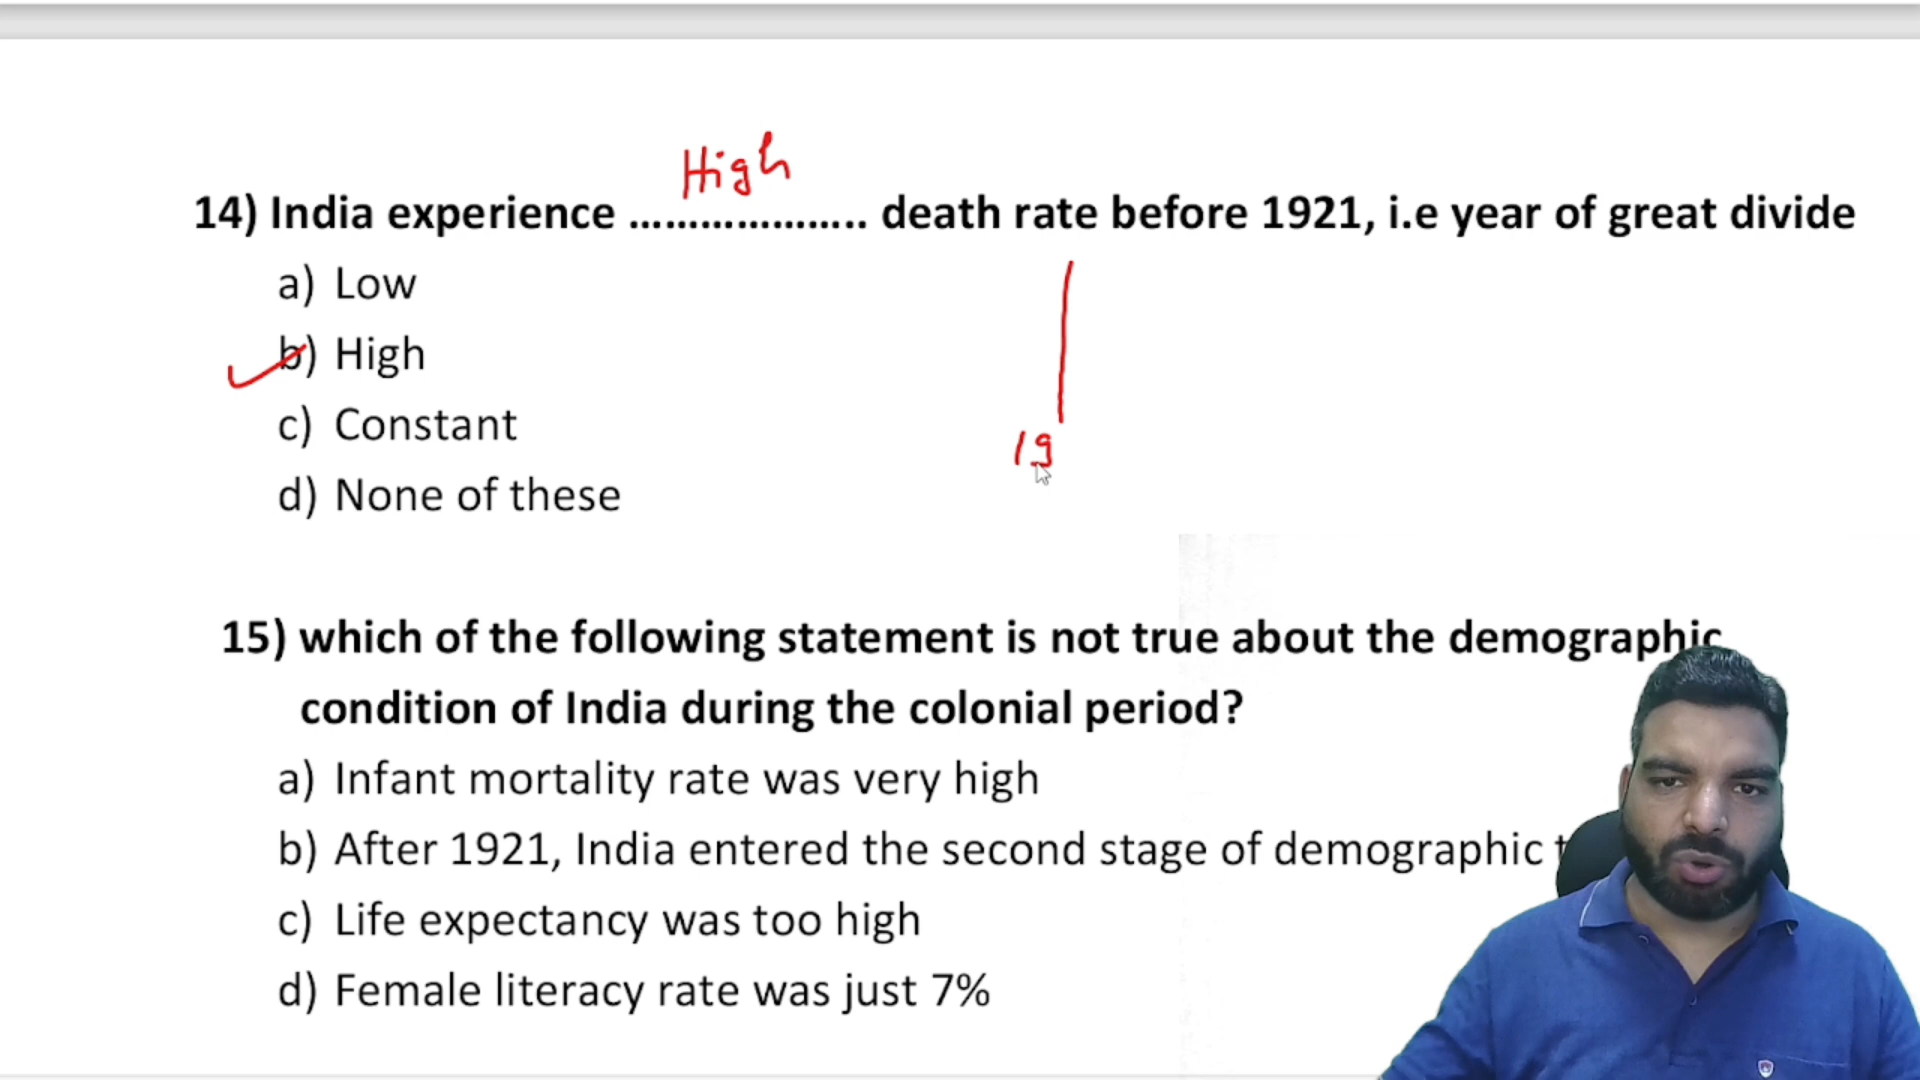 High
14) India experience .................... death rate before 1921, i.e year of great divide
a) Low
b) High
c) Constant
19
d) None of these
15) which of the following statement is not true about the demographic
condition of India during the colonial period?
a) Infant mortality rate was very high
b) After 1921, India entered the second stage of demographic
c) Life expectancy was too high
d) Female literacy rate was just 7%